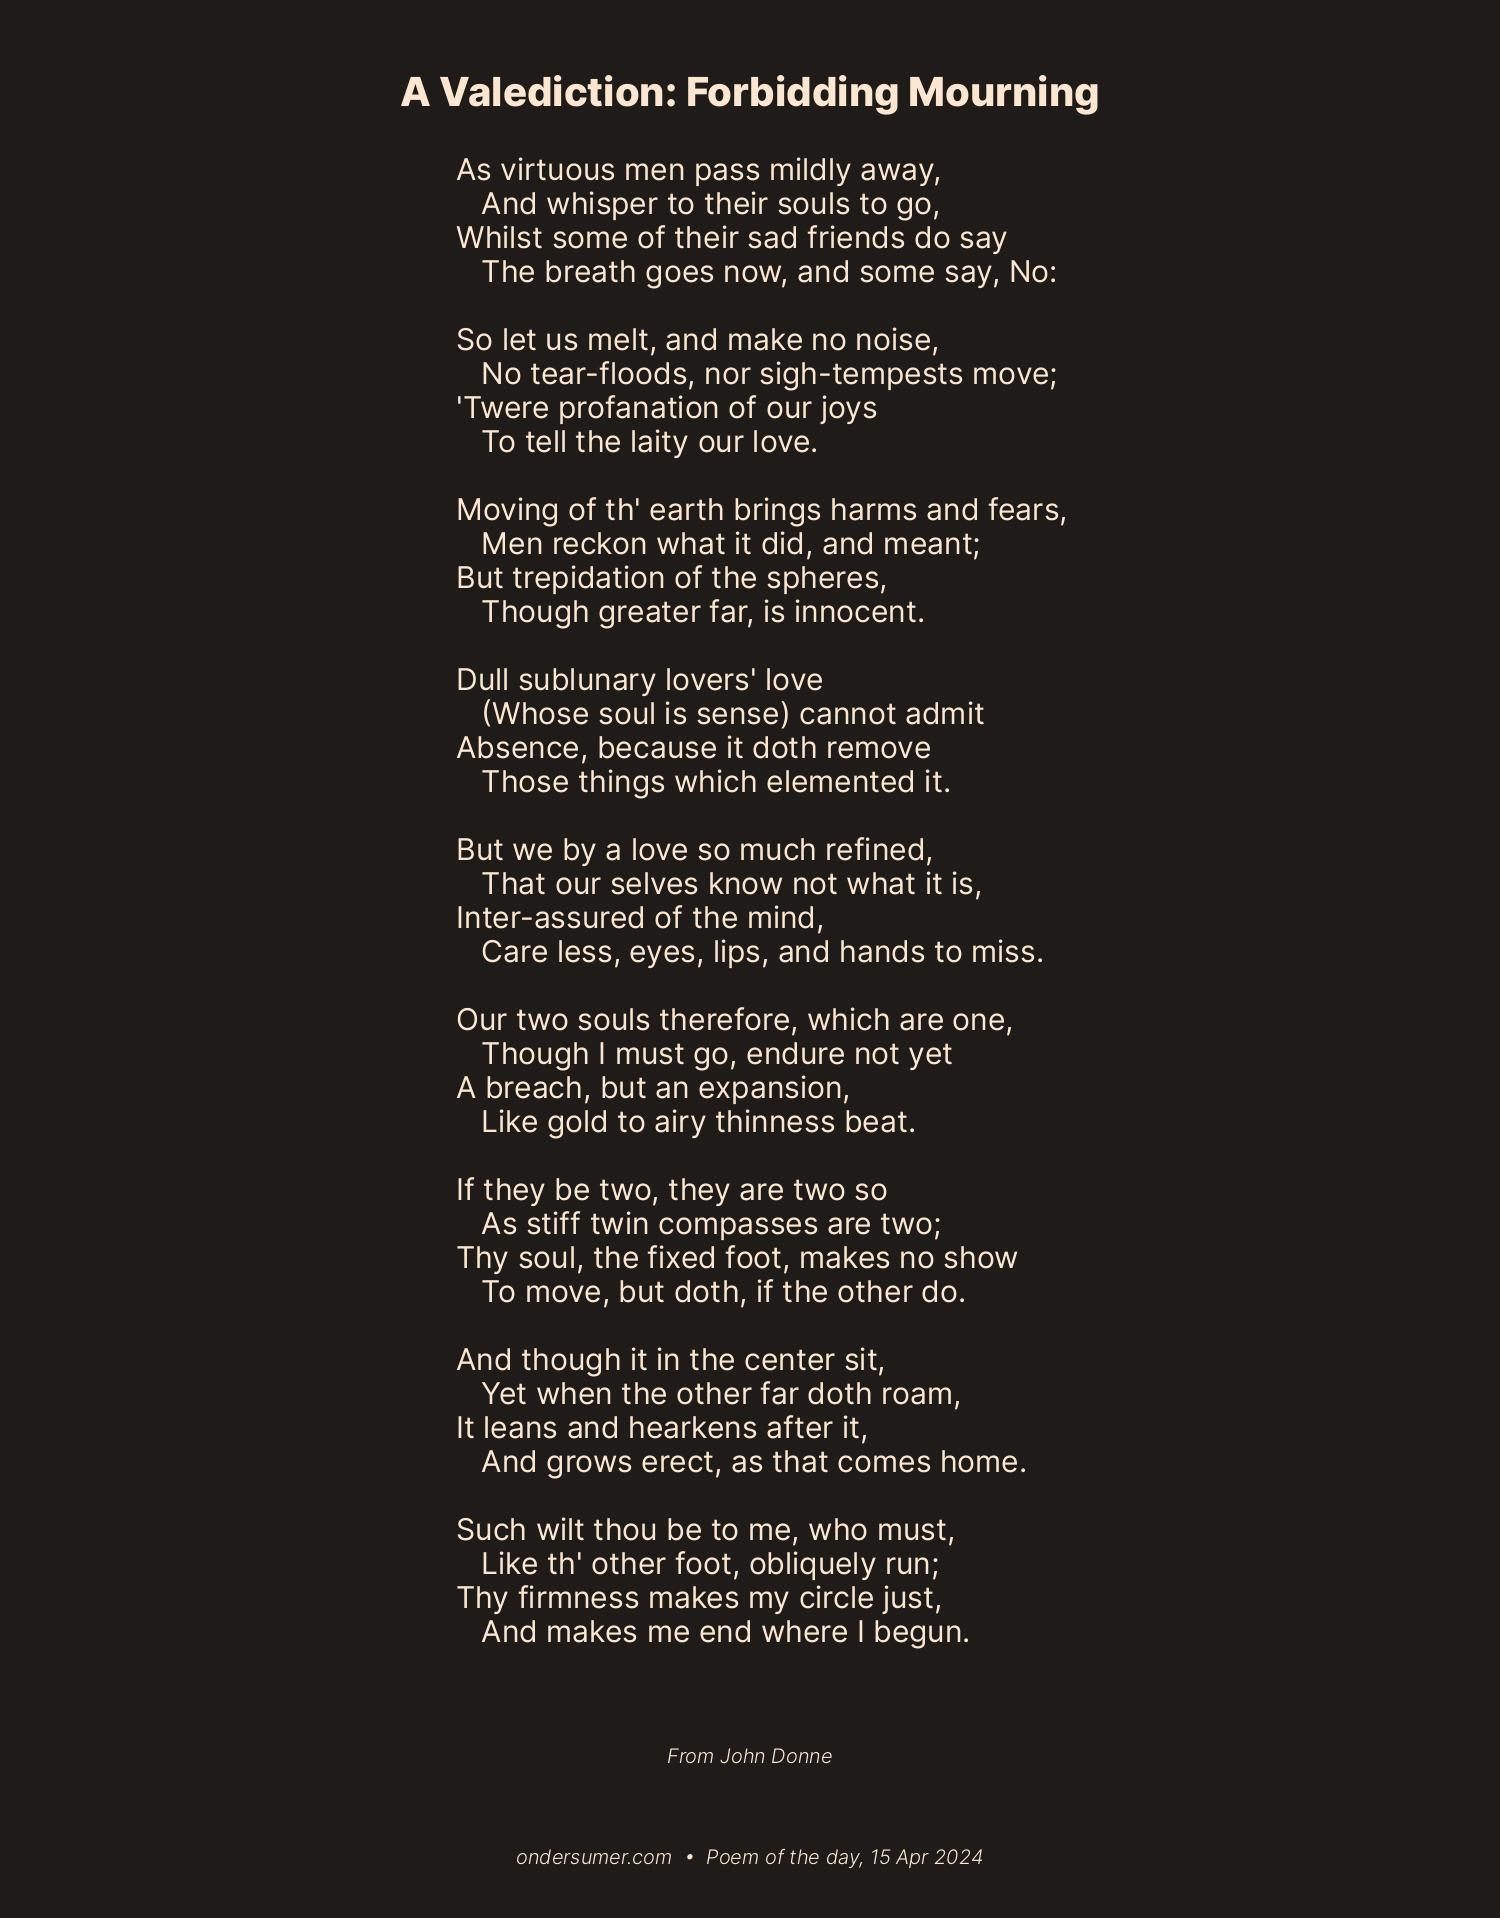 A Valediction: Forbidding Mourning
As virtuous men pass mildly away,
And whisper to their souls to go,
Whilst some of their sad friends do say
The breath goes now, and some say, No:
So let us melt, and make no noise,
No tear-floods, nor sigh-tempests move;
'Twere profanation of our joys
To tell the laity our love.
Moving of th' earth brings harms and fears,
Men reckon what it did, and meant;
But trepidation of the spheres,
Though greater far, is innocent.
Dull sublunary lovers' love
(Whose soul is sense) cannot admit
Absence, because it doth remove
Those things which elemented it.
But we by a love so much refined,
That our selves know not what it is,
Inter-assured of the mind,
Care less, eyes, lips, and hands to miss.
Our two souls therefore, which are one,
Though I must go, endure not yet
A breach, but an expansion,
Like gold to airy thinness beat.
If they be two, they are two so
As stiff twin compasses are two;
Thy soul, the fixed foot, makes no show
To move, but doth, if the other do.
And though it in the center sit,
Yet when the other far doth roam,
It leans and hearkens after it,
And grows erect, as that comes home.
Such wilt thou be to me, who must,
Like th' other foot, obliquely run;
Thy firmness makes my circle just,
And makes me end where I begun.
From John Donne
ondersumer.com • Poem of the day, 15 Apr 2024